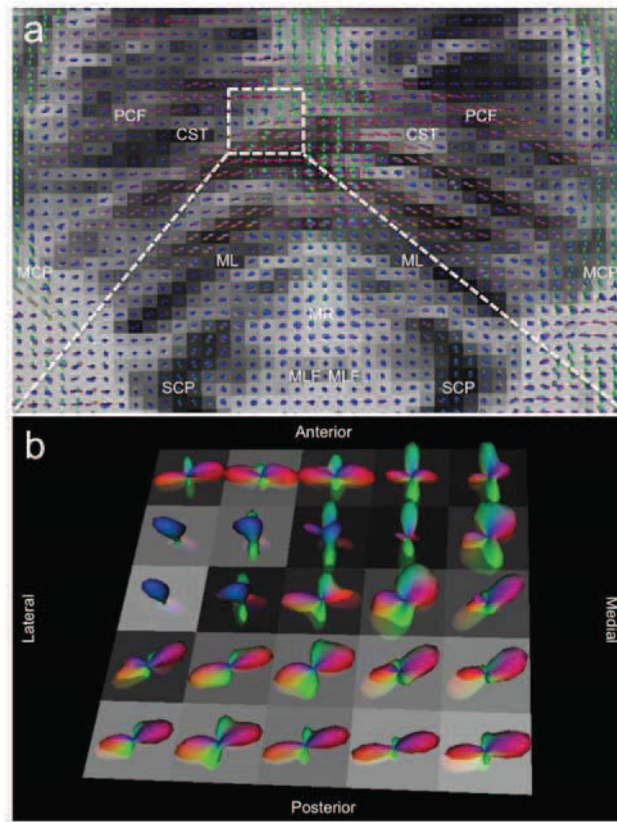 a
PCF PCF
CST CST
ML ML
MCP MCP
MR
SCP MLF MLF SCP
b
Anterior
Lateral
Medial
Posterior